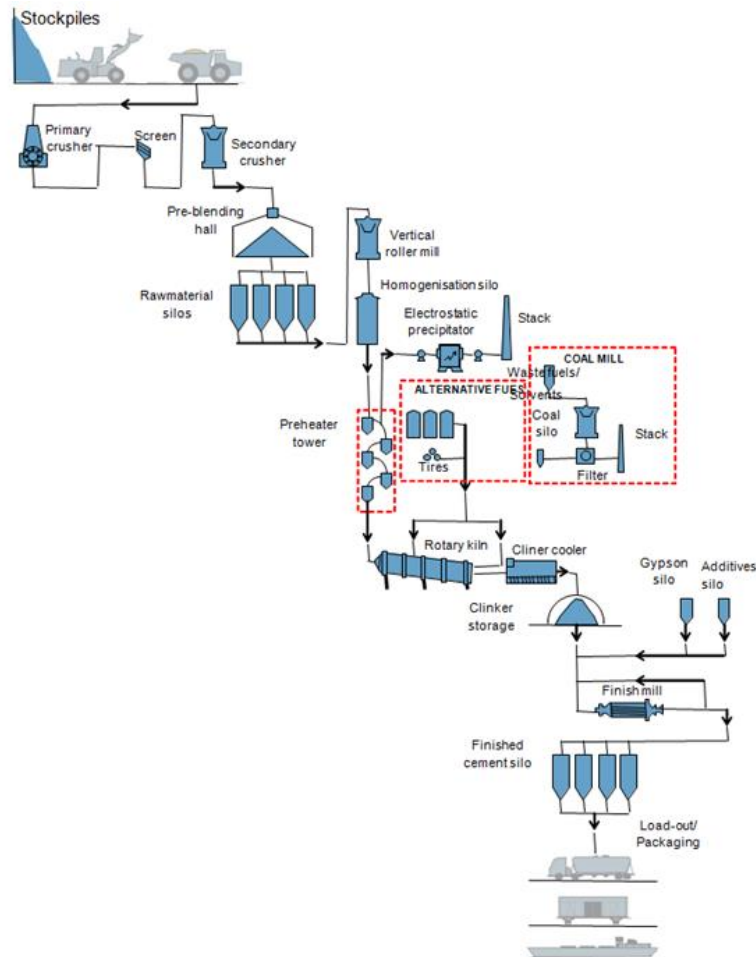 Stockpiles
Primary
crusher
Screen
Secondary
crusher
Pre-blending
hall
Vertical
roller mill
Rawmaterial
silos
Homogenisation silo
Electrostatic
precipitator
Stack
COAL MILL
Waste fuels/
Solvents
ALTERNATIVE FUES
Coal
silo
Stack
Filter
Preheater
tower
Tires
Rotary kiln
Cliner cooler
Gypson
silo
Additives
silo
Clinker
storage
Finish mill
Finished
cement silo
Load-out/
Packaging